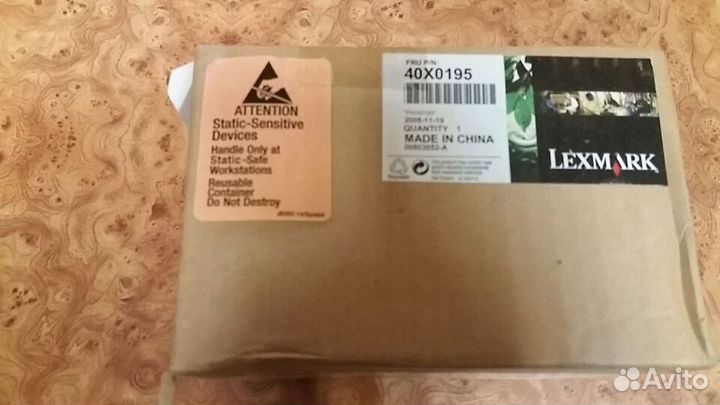 ATTENTION
Static-Sensitive
Devices
Handle Only at
Static-Safe
Workstations
Reusable
Container
Do Not Destroy
FRU P/N:
40X0195
2008-11-19
QUANTITY 1
MADE IN CHINA
00803052-A
LEXMARK
Avito